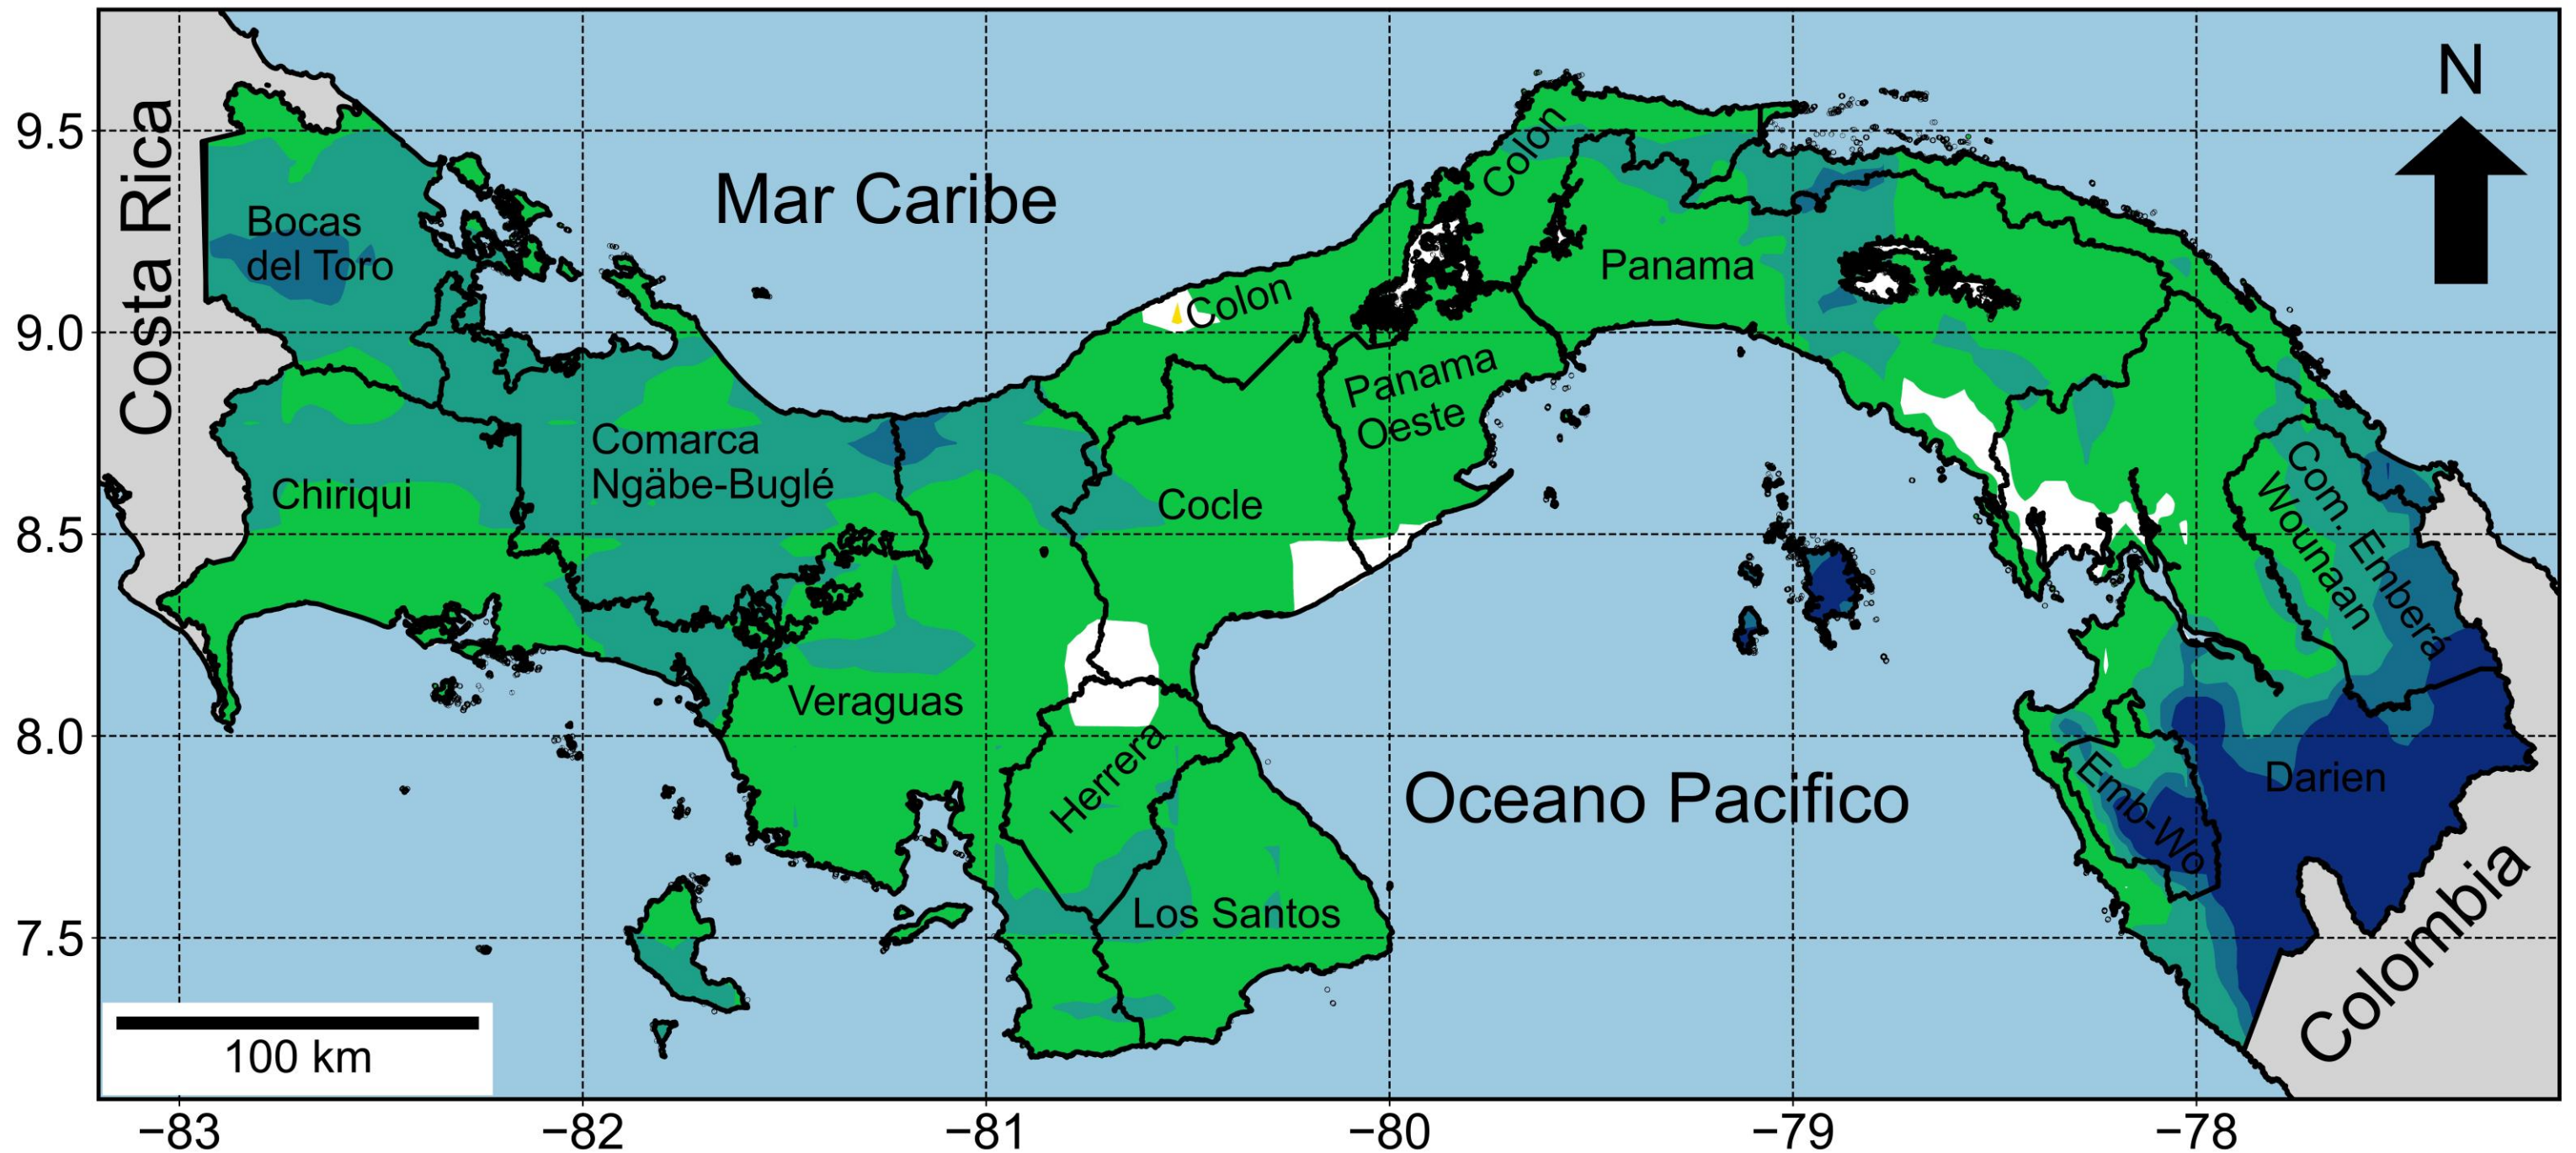 N
9.5
9.0
8.5
8.0
7.5
Costa Rica
Mar Caribe
Colon
Bocas
del Toro
Panama
Colon
Panama
Oeste
Comarca
Ngäbe-Buglé
Chiriqui
Cocle
Com. Emberá
Wounaan
Veraguas
Herrera
Oceano Pacifico
Emb-Wo
Darien
Los Santos
Colombia
100 km
−83
−82
−81
−80
−79
−78